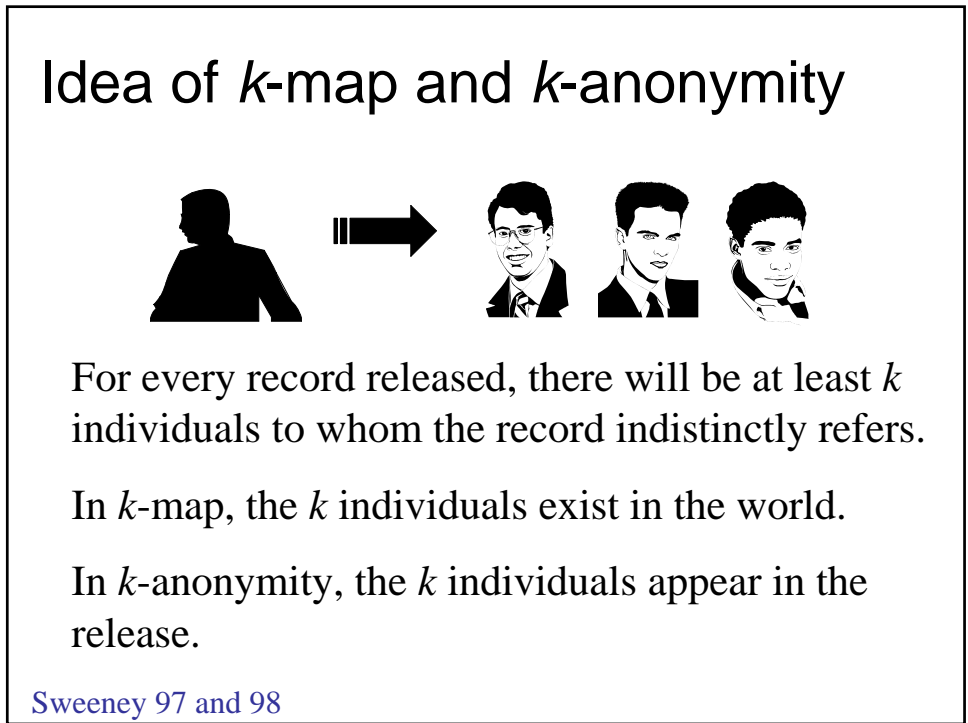 Idea of k-map and k-anonymity
For every record released, there will be at least k
individuals to whom the record indistinctly refers.
In k-map, the k individuals exist in the world.
In k-anonymity, the k individuals appear in the
release.
Sweeney 97 and 98